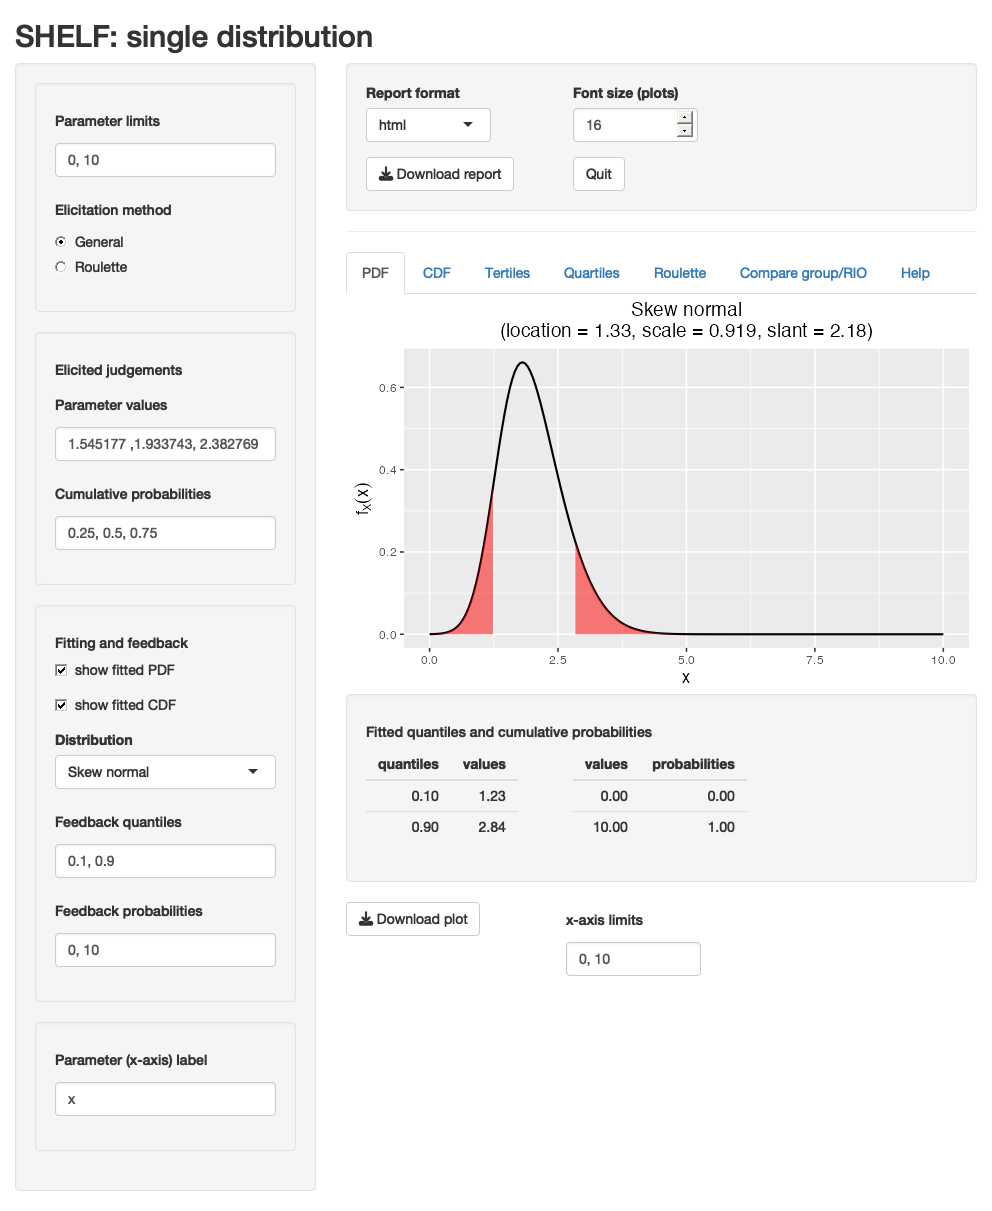 SHELF: single distribution
Parameter limits
0, 10
Elicitation method
General
Roulette
Elicited judgements
Parameter values
1.545177 ,1.933743, 2.382769
Cumulative probabilities
0.25, 0.5, 0.75
Fitting and feedback
show fitted PDF
show fitted CDF
Distribution
Skew normal
Feedback quantiles
0.1, 0.9
Feedback probabilities
0, 10
Parameter (x-axis) label
x
Report format Font size (plots)
html 16
Download report Quit
PDF CDF Tertiles Quartiles Roulette Compare group/RIO Help
Skew normal
(location = 1.33, scale = 0.919, slant = 2.18)
fX(x)
0.6
0.4
0.2
0.0
0.0 2.5 5.0 7.5 10.0
x
Fitted quantiles and cumulative probabilities
quantiles values values probabilities
0.10 1.23 0.00 0.00
0.90 2.84 10.00 1.00
Download plot
x-axis limits
0, 10